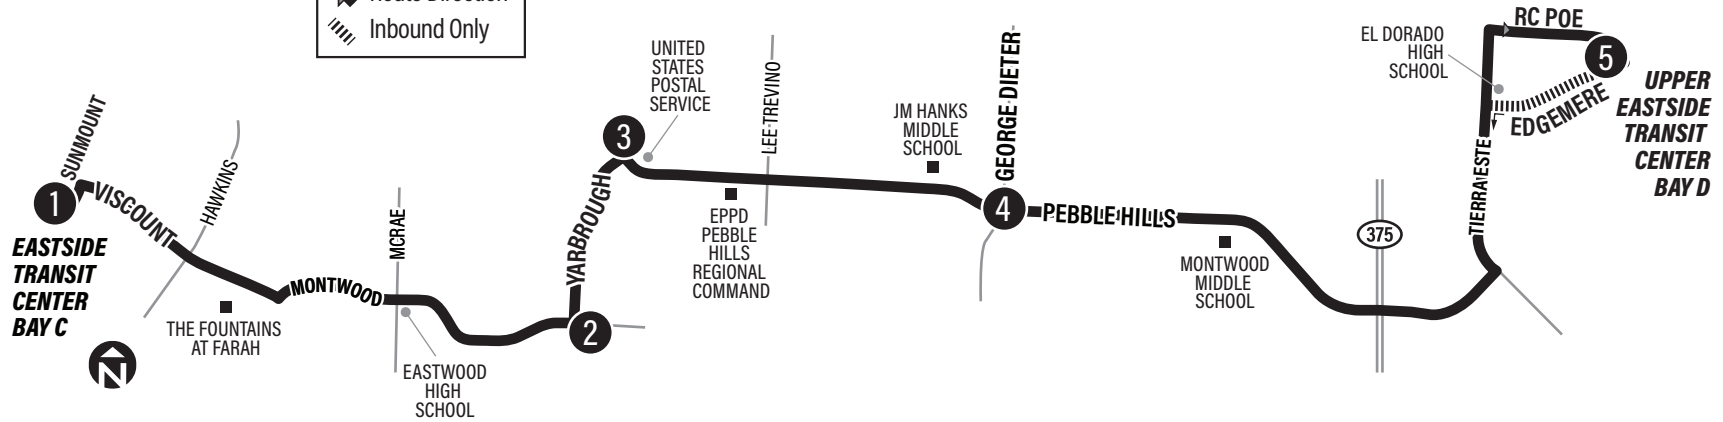 Route Direction
Inbound Only
SUNMOUNT
1
VISCOUNT
EASTSIDE
TRANSIT
CENTER
BAY C
N
HAWKINS
THE FOUNTAINS
AT FARAH
MONTWOOD
MCRAE
EASTWOOD
HIGH
SCHOOL
2
YARBROUGH
3
UNITED
STATES
POSTAL
SERVICE
EPPD
PEBBLE
HILLS
REGIONAL
COMMAND
LEE TREVINO
JM HANKS
MIDDLE
SCHOOL
GEORGE DIETER
4
PEBBLE HILLS
MONTWOOD
MIDDLE
SCHOOL
375
TIERRA ESTE
EL DORADO
HIGH
SCHOOL
RC POE
5
EDGEMERE
UPPER
EASTSIDE
TRANSIT
CENTER
BAY D